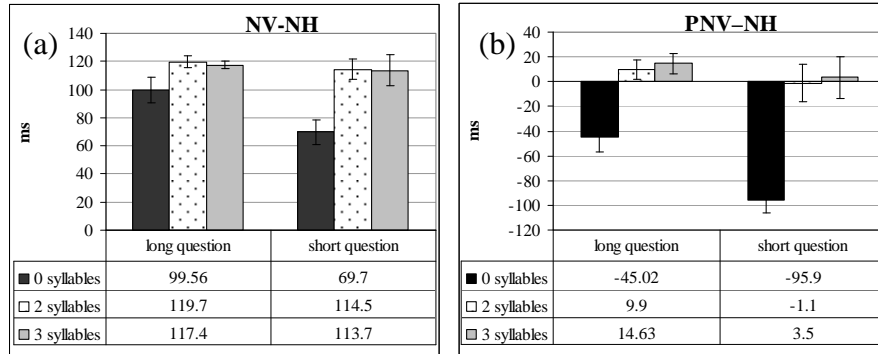 (a)
NV-NH
ms
120
100
80
60
40
20
0
long question short question
0 syllables 99.56 69.7
2 syllables 119.7 114.5
3 syllables 117.4 113.7
(b)
PNV–NH
ms
40
20
0
-20
-40
-60
-80
-100
-120
long question short question
0 syllables -45.02 -95.9
2 syllables 9.9 -1.1
3 syllables 14.63 3.5